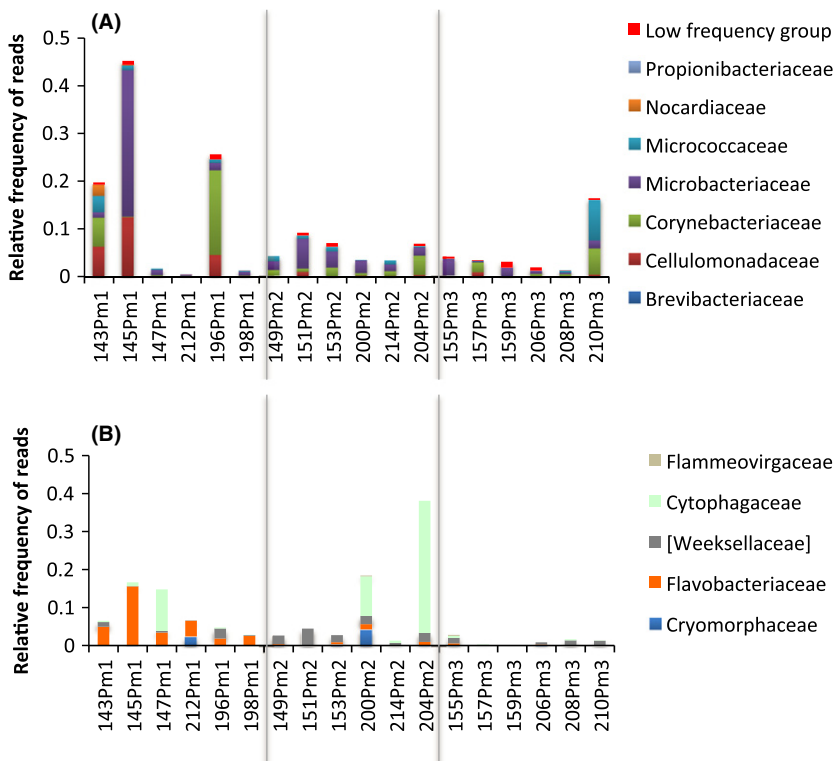 (A)
Relative frequency of reads
0.5
0.4
0.3
0.2
0.1
0
143Pm1
145Pm1
147Pm1
212Pm1
196Pm1
198Pm1
149Pm2
151Pm2
153Pm2
200Pm2
214Pm2
204Pm2
155Pm3
157Pm3
159Pm3
206Pm3
208Pm3
210Pm3
Low frequency group
Propionibacteriaceae
Nocardiaceae
Micrococcaceae
Microbacteriaceae
Corynebacteriaceae
Cellulomonadaceae
Brevibacteriaceae
(B)
Relative frequency of reads
0.5
0.4
0.3
0.2
0.1
0
143Pm1
145Pm1
147Pm1
212Pm1
196Pm1
198Pm1
149Pm2
151Pm2
153Pm2
200Pm2
214Pm2
204Pm2
155Pm3
157Pm3
159Pm3
206Pm3
208Pm3
210Pm3
Flammeovirgaceae
Cytophagaceae
[Weeksellaceae]
Flavobacteriaceae
Cryomorphaceae